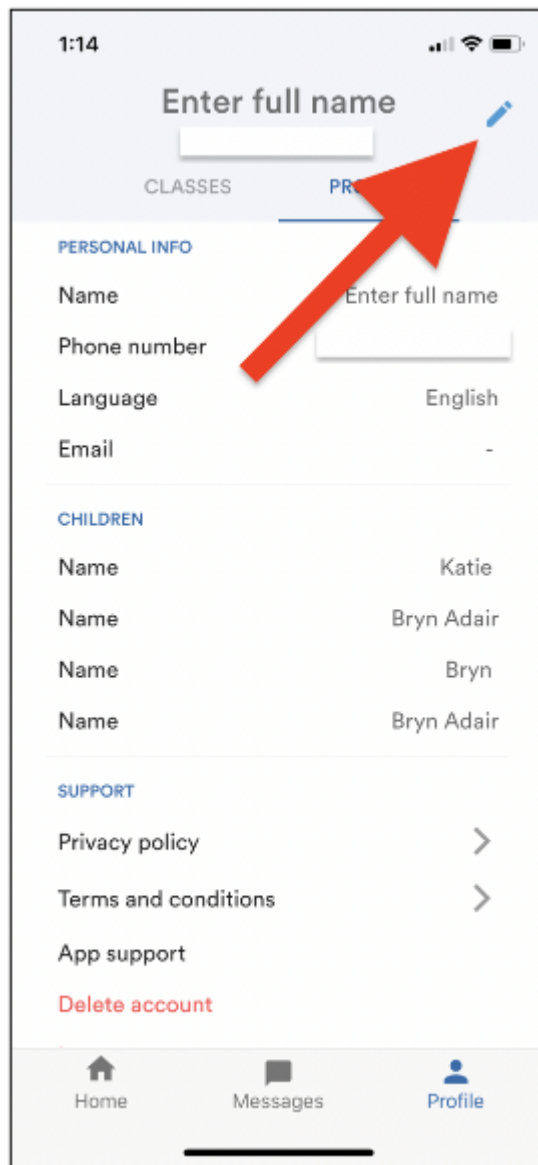 1:14
Enter full name
CLASSES
PERSONAL INFO
Name Enter full name
Phone number
Language English
Email -
CHILDREN
Name Katie
Name Bryn Adair
Name Bryn
Name Bryn Adair
SUPPORT
Privacy policy
Terms and conditions
App support
Delete account
Home Messages Profile